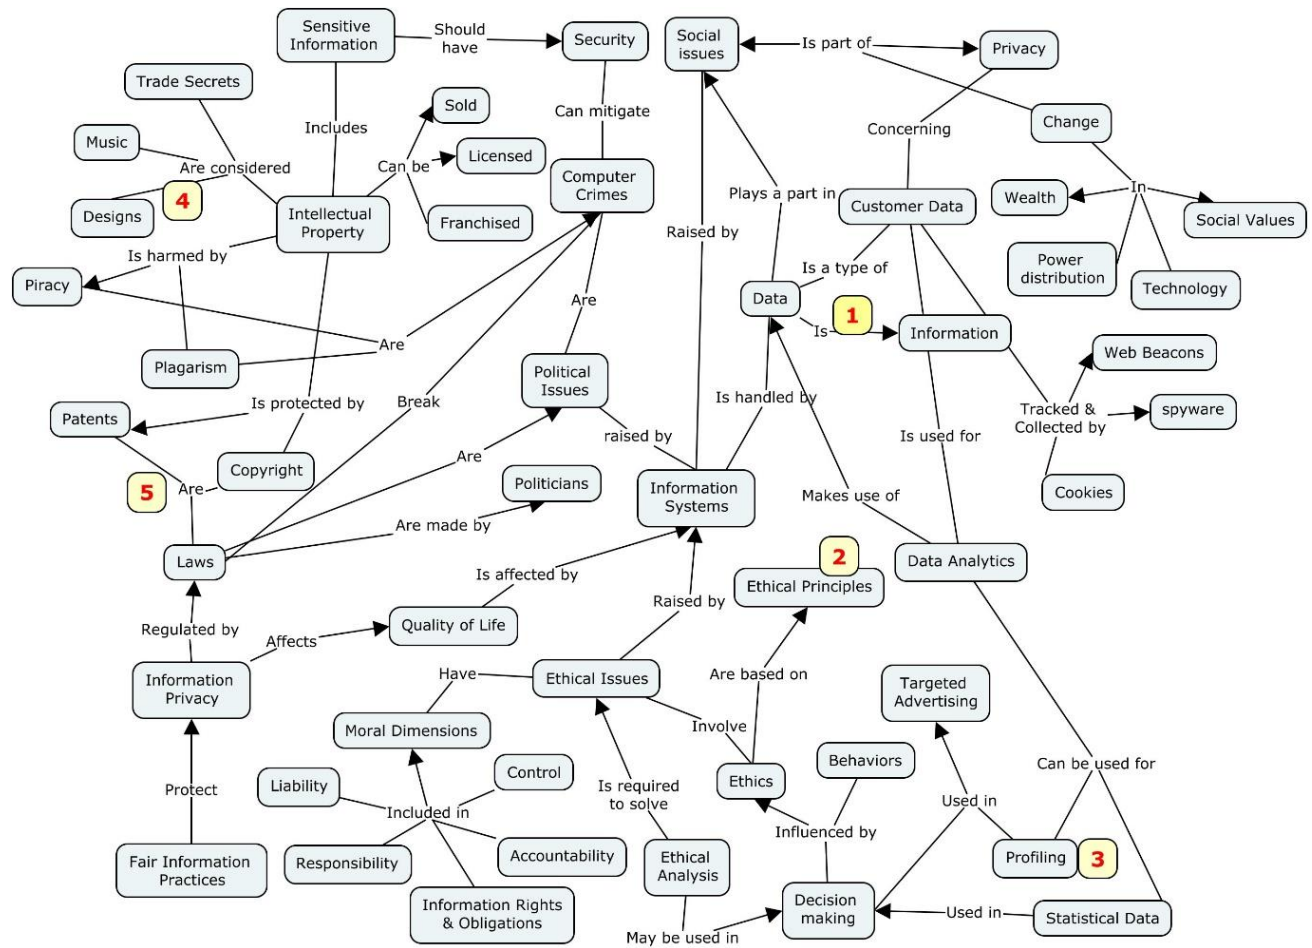 Sensitive
Information
Should
have
Security
Social
issues
Is part of
Privacy
Trade Secrets
Sold
Can mitigate
Change
Music
Includes
Concerning
Are considered
Can be
Licensed
Computer
Crimes
In
4
Designs
Intellectual
Property
Franchised
Plays a part in
Customer Data
Wealth
Social Values
Raised by
Is harmed by
Power
distribution
Piracy
Are
Is a type of
Data
Technology
1
Is
Information
Are
Plagarism
Political
Issues
Web Beacons
Is protected by
Break
Is handled by
Patents
Tracked &
Collected by
spyware
raised by
Is used for
Are
Copyright
5
Are
Politicians
Information
Systems
Makes use of
Cookies
Are made by
Laws
2
Data Analytics
Is affected by
Ethical Principles
Raised by
Quality of Life
Regulated by
Affects
Information
Privacy
Have
Ethical Issues
Are based on
Targeted
Advertising
Moral Dimensions
Involve
Behaviors
Can be used for
Control
Ethics
Liability
Protect
Is required
to solve
Used in
Included in
Influenced by
Fair Information
Practices
Responsibility
Accountability
Ethical
Analysis
Profiling
3
Information Rights
& Obligations
Decision
making
Used in
Statistical Data
May be used in